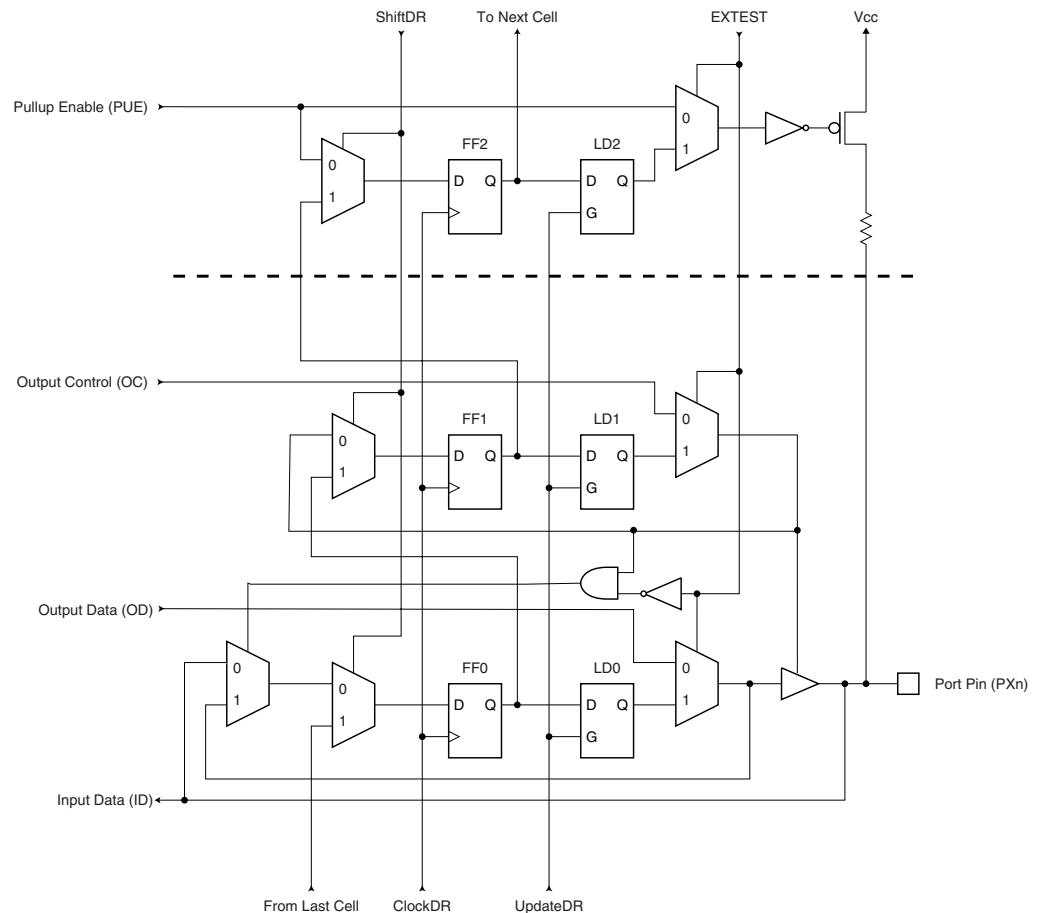 ShiftDR
To Next Cell
EXTEST
Vcc
Pullup Enable (PUE)
0
1
FF2
D Q
LD2
D Q
G
0
1
Output Control (OC)
0
1
FF1
D Q
LD1
D Q
G
0
1
Output Data (OD)
0
1
0
1
FF0
D Q
LD0
D Q
G
0
1
Port Pin (PXn)
Input Data (ID)
From Last Cell
ClockDR
UpdateDR